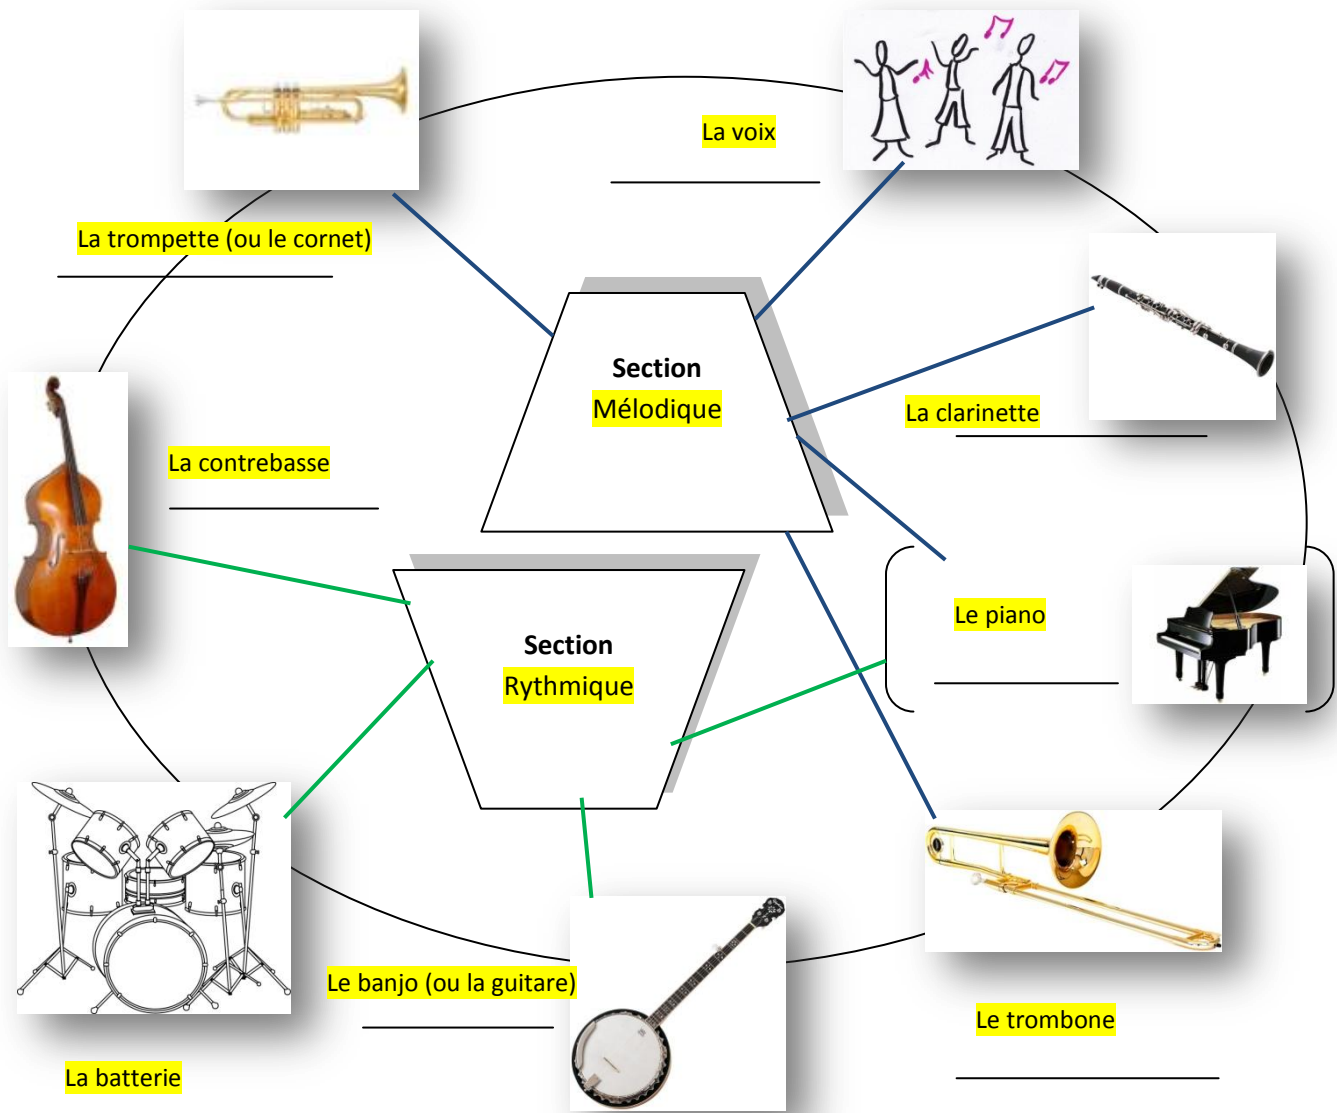 La voix
La trompette (ou le cornet)
Section
Mélodique
La clarinette
La contrebasse
Le piano
Section
Rythmique
Le banjo (ou la guitare)
Le trombone
La batterie